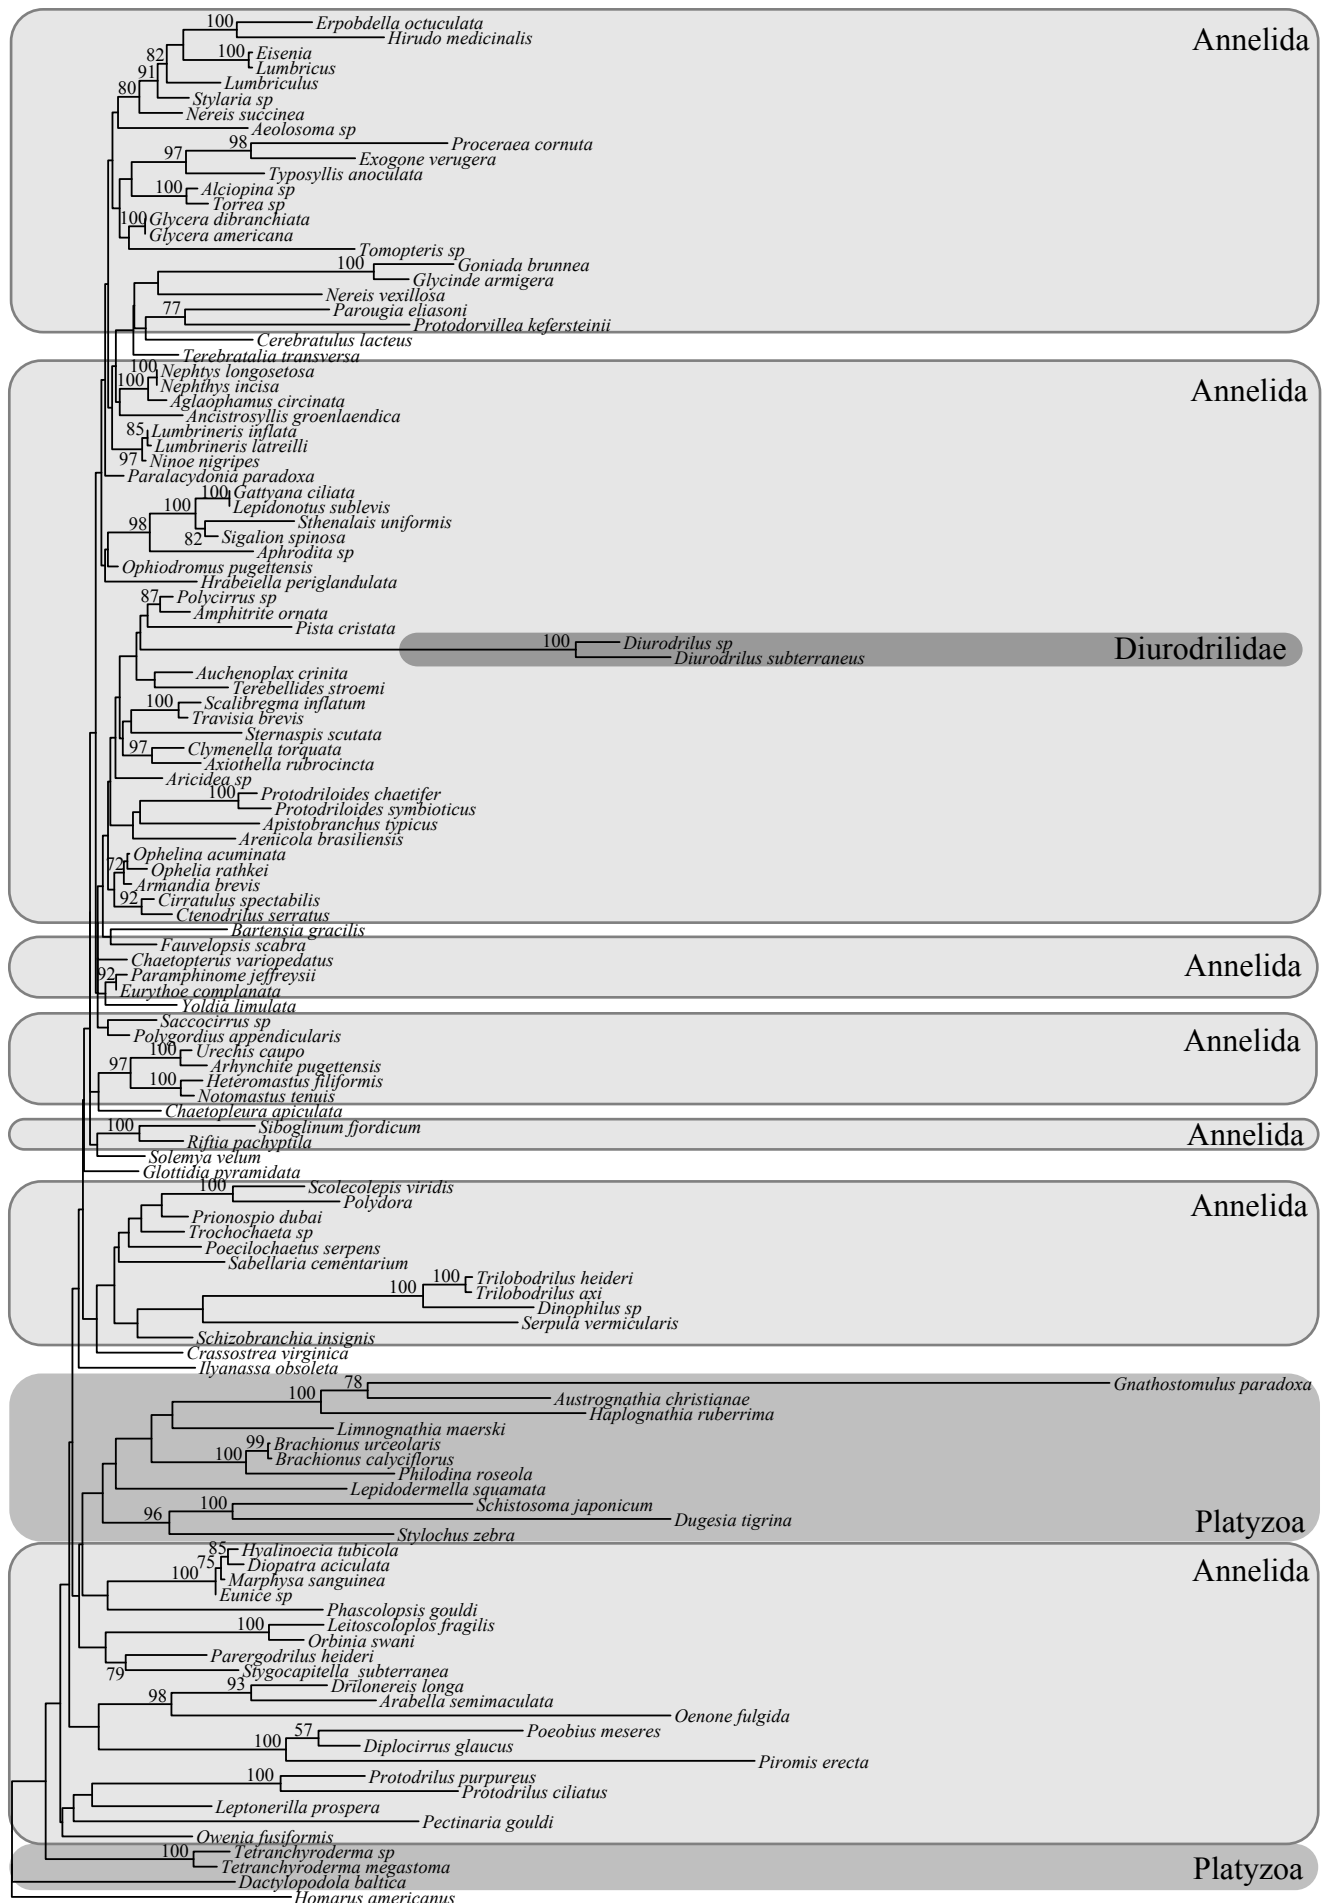 100
Erpobdella octuculata
Hirudo medicinalis
Annelida
82
100
Eisenia
Lumbricus
91
Lumbriculus
80
Stylaria sp
Nereis succinea
Aeolosoma sp
98
Proceraea cornuta
97
Exogone verugera
Typosyllis anoculata
100
Alciopina sp
Torrea sp
100
Glycera dibranchiata
Glycera americana
Tomopteris sp
100
Goniada brunnea
Glycinde armigera
Nereis vexillosa
77
Parougia eliasoni
Protodorvillea kefersteinii
Cerebratulus lacteus
Terebratalia transversa
100
Nephtys longosetosa
100
Nephthys incisa
Annelida
Aglaophamus circinata
Ancistrosyllis groenlaendica
85
Lumbrineris inflata
Lumbrineris latreilli
97
Ninoe nigripes
Paralacydonia paradoxa
100
Gattyana ciliata
100
Lepidonotus sublevis
98
Sthenalais uniformis
82
Sigalion spinosa
Aphrodita sp
Ophiodromus pugettensis
Hrabeiella periglandulata
87
Polycirrus sp
Amphitrite ornata
Pista cristata
100
Diurodrilus sp
Diurodrilus subterraneus
Diurodrilidae
Auchenoplax crinita
Terebellides stroemi
100
Scalibregma inflatum
Travisia brevis
Sternaspis scutata
97
Clymenella torquata
Axiothella rubrocincta
Aricidea sp
100
Protodriloides chaetifer
Protodriloides symbioticus
Apistobranchus typicus
Arenicola brasiliensis
Ophelina acuminata
72
Ophelia rathkei
Armandia brevis
92
Cirratulus spectabilis
Ctenodrilus serratus
Bartensia gracilis
Fauvelopsis scabra
Chaetopterus variopedatus
Annelida
92
Paramphinome jeffreysii
Eurythoe complanata
Yoldia limulata
Saccocirrus sp
Polygordius appendicularis
Annelida
100
Urechis caupo
97
Arhynchite pugettensis
100
Heteromastus filiformis
Notomastus tenuis
Chaetopleura apiculata
100
Siboglinum fjordicum
Riftia pachyptila
Annelida
Solemya velum
Glottidia pyramidata
100
Scolecolepis viridis
Polydora
Annelida
Prionospio dubai
Trochochaeta sp
Poecilochaetus serpens
Sabellaria cementarium
100
Trilobodrilus heideri
100
Trilobodrilus axi
Dinophilus sp
Serpula vermicularis
Schizobranchia insignis
Crassostrea virginica
Ilyanassa obsoleta
78
Gnathostomulus paradoxa
100
Austrognathia christianae
Haplognathia ruberrima
Limnognathia maerski
99
Brachionus urceolaris
100
Brachionus calyciflorus
Philodina roseola
Lepidodermella squamata
100
Schistosoma japonicum
96
Dugesia tigrina
Stylochus zebra
Platyzoa
85
Hyalinoecia tubicola
75
Diopatra aciculata
100
Marphysa sanguinea
Eunice sp
Annelida
Phascolopsis gouldi
100
Leitoscoloplos fragilis
Orbinia swani
Parergodrilus heideri
79
Stygocapitella_subterranea
93
Drilonereis longa
98
Arabella semimaculata
Oenone fulgida
57
Poeobius meseres
100
Diplocirrus glaucus
Piromis erecta
100
Protodrilus purpureus
Protodrilus ciliatus
Leptonerilla prospera
Pectinaria gouldi
Owenia fusiformis
100
Tetranchyroderma sp
Tetranchyroderma megastoma
Platyzoa
Dactylopodola baltica
Homarus americanus